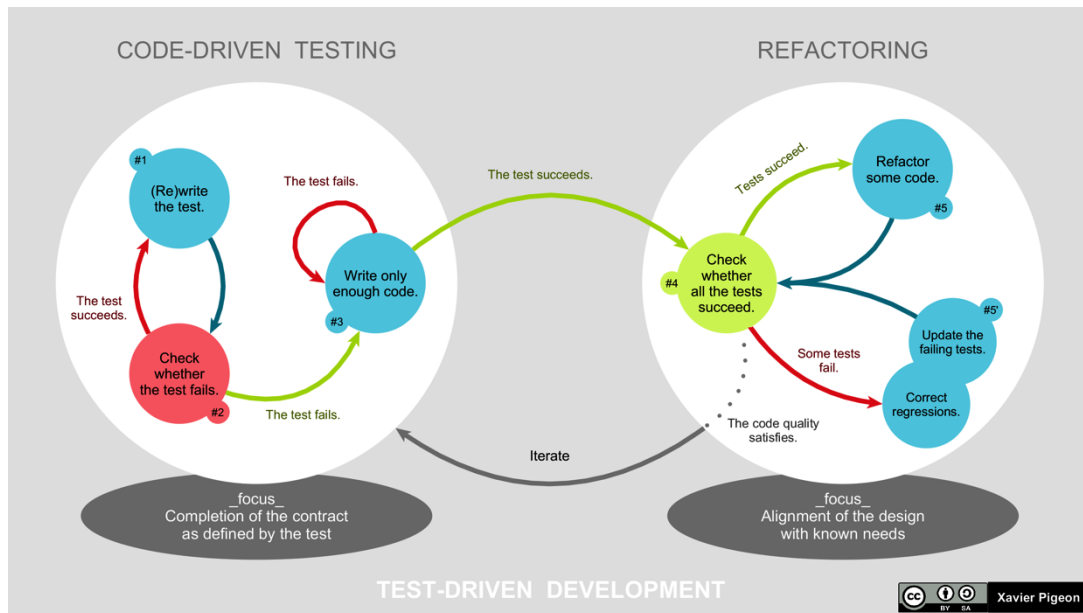 CODE-DRIVEN TESTING
REFACTORING
#1
(Re)write
the test.
The test
succeeds.
Check
whether
the test fails.
#2
The test fails.
The test fails.
Write only
enough code.
#3
The test succeeds.
Tests succeed.
Refactor
some code.
#5
Check
whether
all the tests
succeed.
#4
#5'
Update the
failing tests.
Some tests
fail.
Correct
regressions.
The code quality
satisfies.
Iterate
_focus_
Completion of the contract
as defined by the test
_focus_
Alignment of the design
with known needs
TEST-DRIVEN DEVELOPMENT
cc
BY SA
Xavier Pigeon